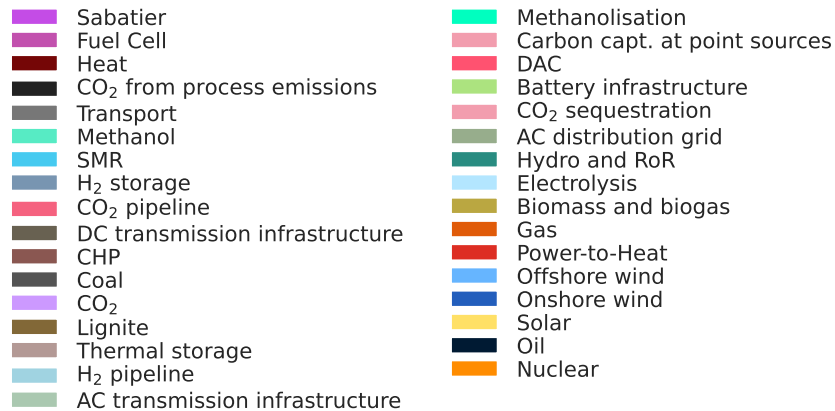 Sabatier
Fuel Cell
Heat
CO₂ from process emissions
Transport
Methanol
SMR
H₂ storage
CO₂ pipeline
DC transmission infrastructure
CHP
Coal
CO₂
Lignite
Thermal storage
H₂ pipeline
AC transmission infrastructure
Methanolisation
Carbon capt. at point sources
DAC
Battery infrastructure
CO₂ sequestration
AC distribution grid
Hydro and RoR
Electrolysis
Biomass and biogas
Gas
Power-to-Heat
Offshore wind
Onshore wind
Solar
Oil
Nuclear